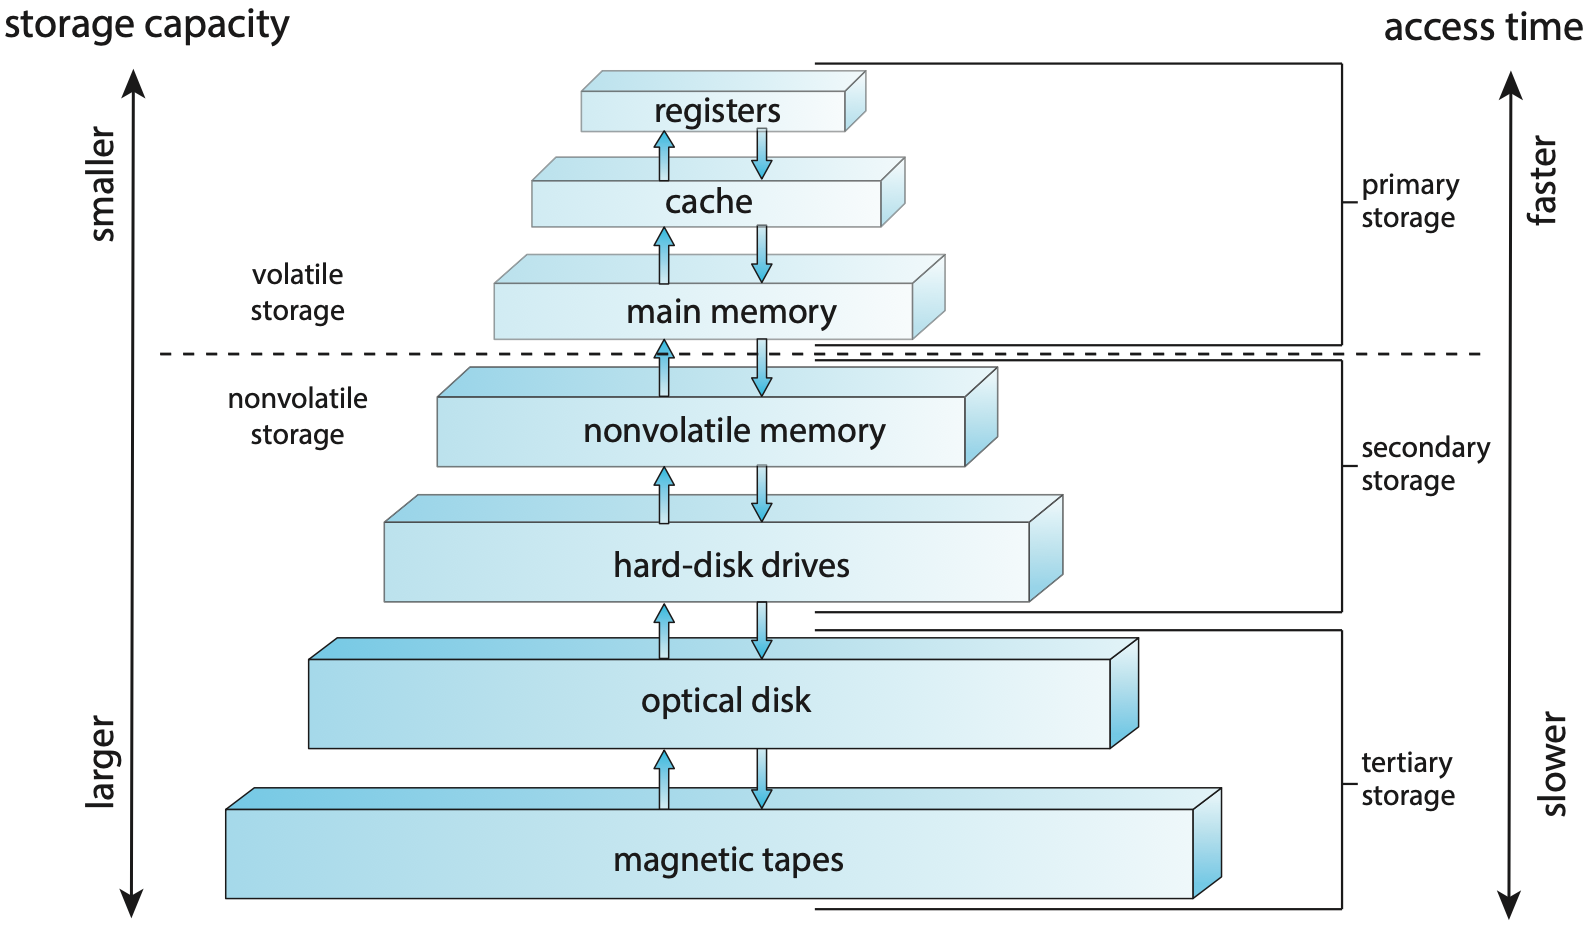 storage capacity
access time
registers
cache
main memory
nonvolatile memory
hard-disk drives
optical disk
magnetic tapes
smaller
larger
volatile
storage
nonvolatile
storage
primary
storage
secondary
storage
tertiary
storage
faster
slower